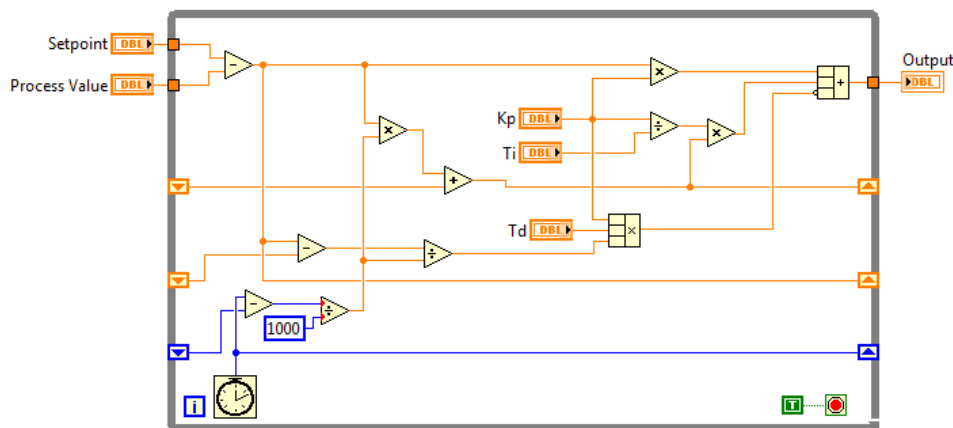 Setpoint DBL
Process Value DBL
Output
DBL
Kp DBL
Ti DBL
Td DBL
1000
i
T